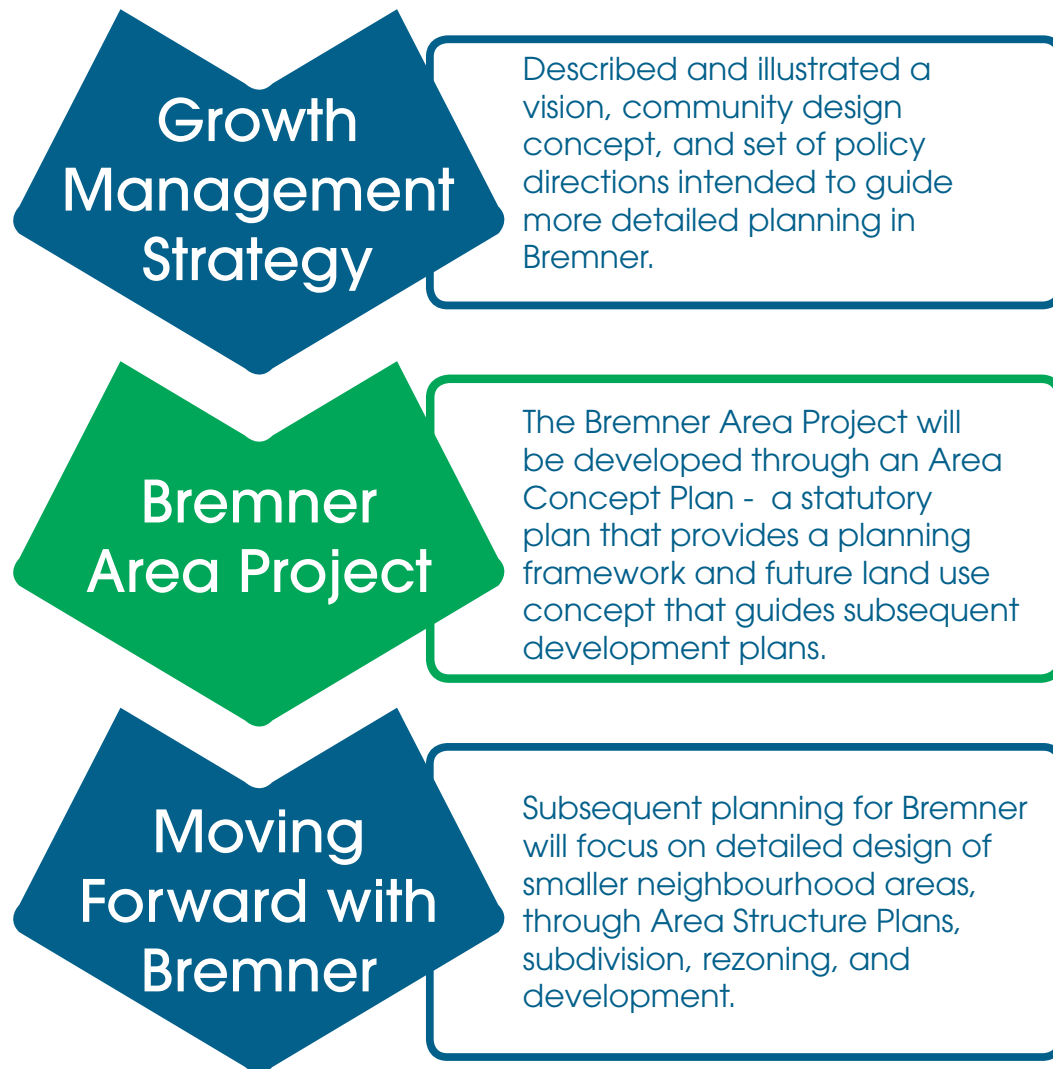 Growth
Management
Strategy
Described and illustrated a
vision, community design
concept, and set of policy
directions intended to guide
more detailed planning in
Bremner.
Bremner
Area Project
The Bremner Area Project will
be developed through an Area
Concept Plan - a statutory
plan that provides a planning
framework and future land use
concept that guides subsequent
development plans.
Moving
Forward with
Bremner
Subsequent planning for Bremner
will focus on detailed design of
smaller neighbourhood areas,
through Area Structure Plans,
subdivision, rezoning, and
development.